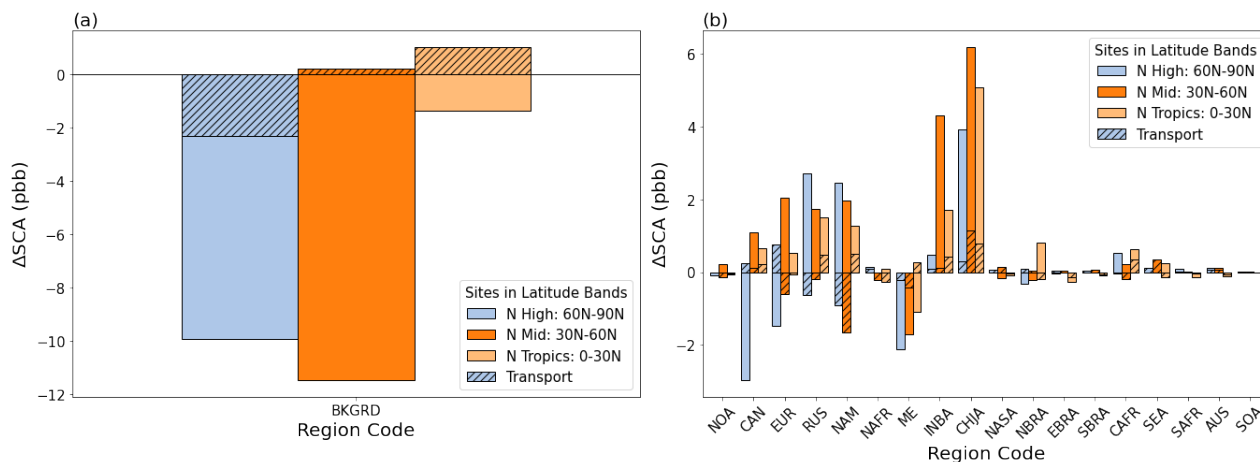 (a)
ΔSCA (pbb)
0
−2
−4
−6
−8
−10
−12
Sites in Latitude Bands
N High: 60N-90N
N Mid: 30N-60N
N Tropics: 0-30N
Transport
BKGRD
Region Code
(b)
ΔSCA (pbb)
6
4
2
0
−2
Sites in Latitude Bands
N High: 60N-90N
N Mid: 30N-60N
N Tropics: 0-30N
Transport
NOA CAN EUR RUS NAM NAFR ME INBA CHJA NASA NBRA EBRA SBRA CAFR SEA SAFR AUS SOA
Region Code